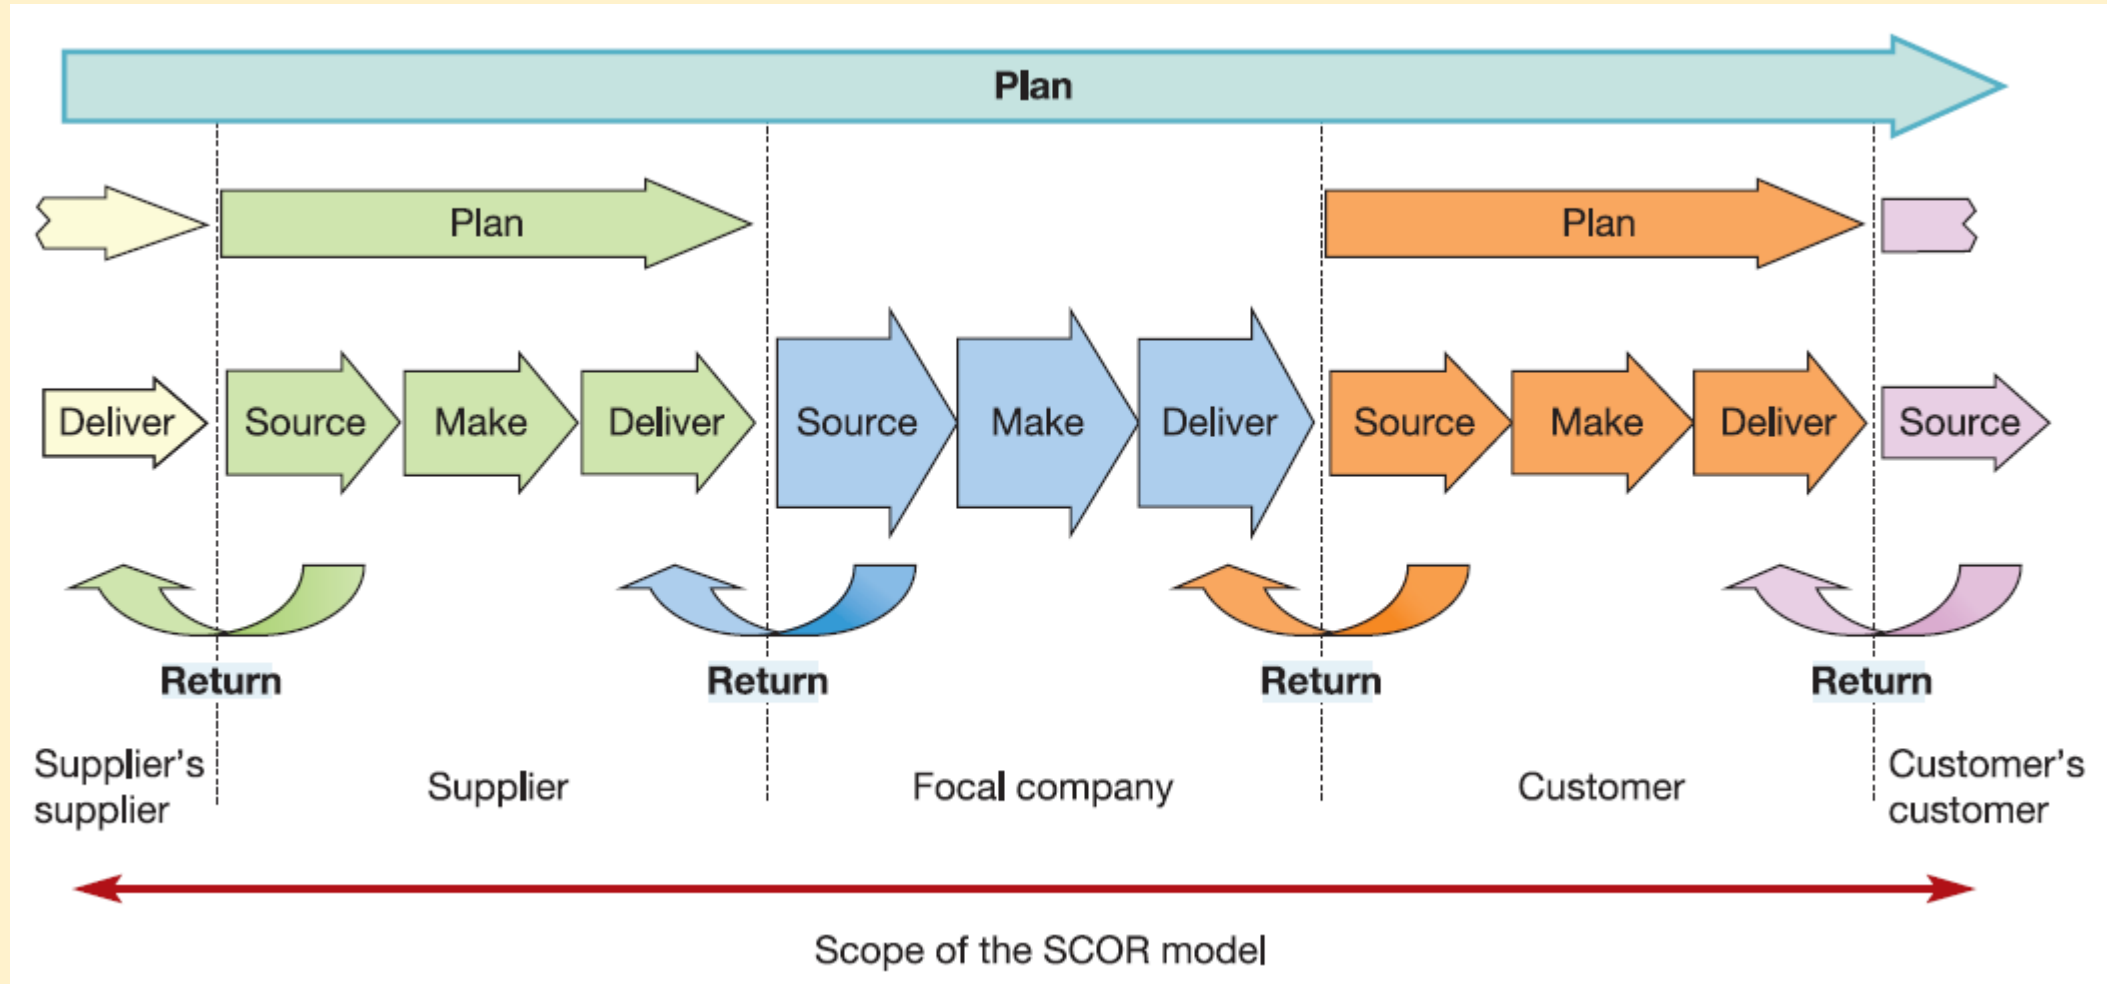 Plan
Plan
Plan
Deliver
Source
Make
Deliver
Source
Make
Deliver
Source
Make
Deliver
Source
Return
Return
Return
Return
Supplier's
supplier
Supplier
Focal company
Customer
Customer's
customer
Scope of the SCOR model